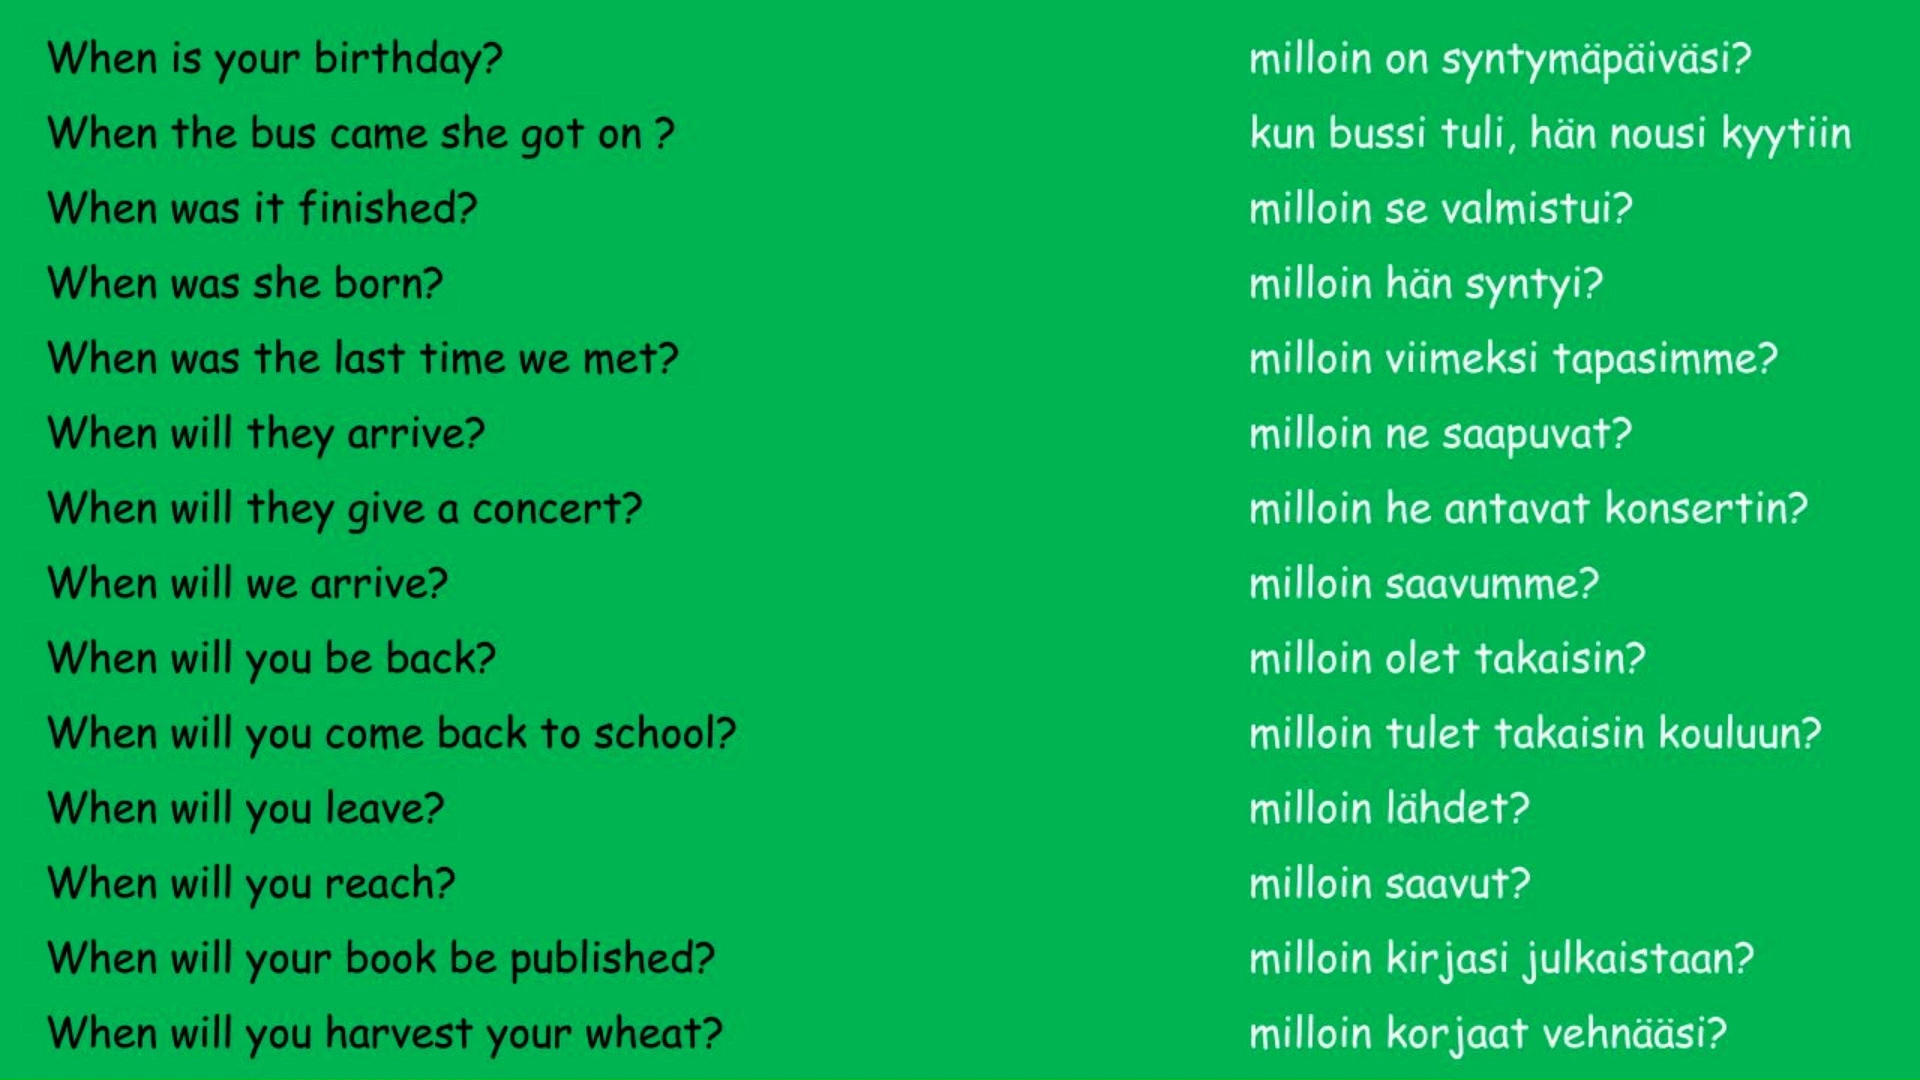 When is your birthday? milloin on syntymäpäiväsi?
When the bus came she got on ? kun bussi tuli, hän nousi kyytiin
When was it finished? milloin se valmistui?
When was she born? milloin hän syntyi?
When was the last time we met? milloin viimeksi tapasimme?
When will they arrive? milloin ne saapuvat?
When will they give a concert? milloin he antavat konsertin?
When will we arrive? milloin saavumme?
When will you be back? milloin olet takaisin?
When will you come back to school? milloin tulet takaisin kouluun?
When will you leave? milloin lähdet?
When will you reach? milloin saavut?
When will your book be published? milloin kirjasi julkaistaan?
When will you harvest your wheat? milloin korjaat vehnääsi?